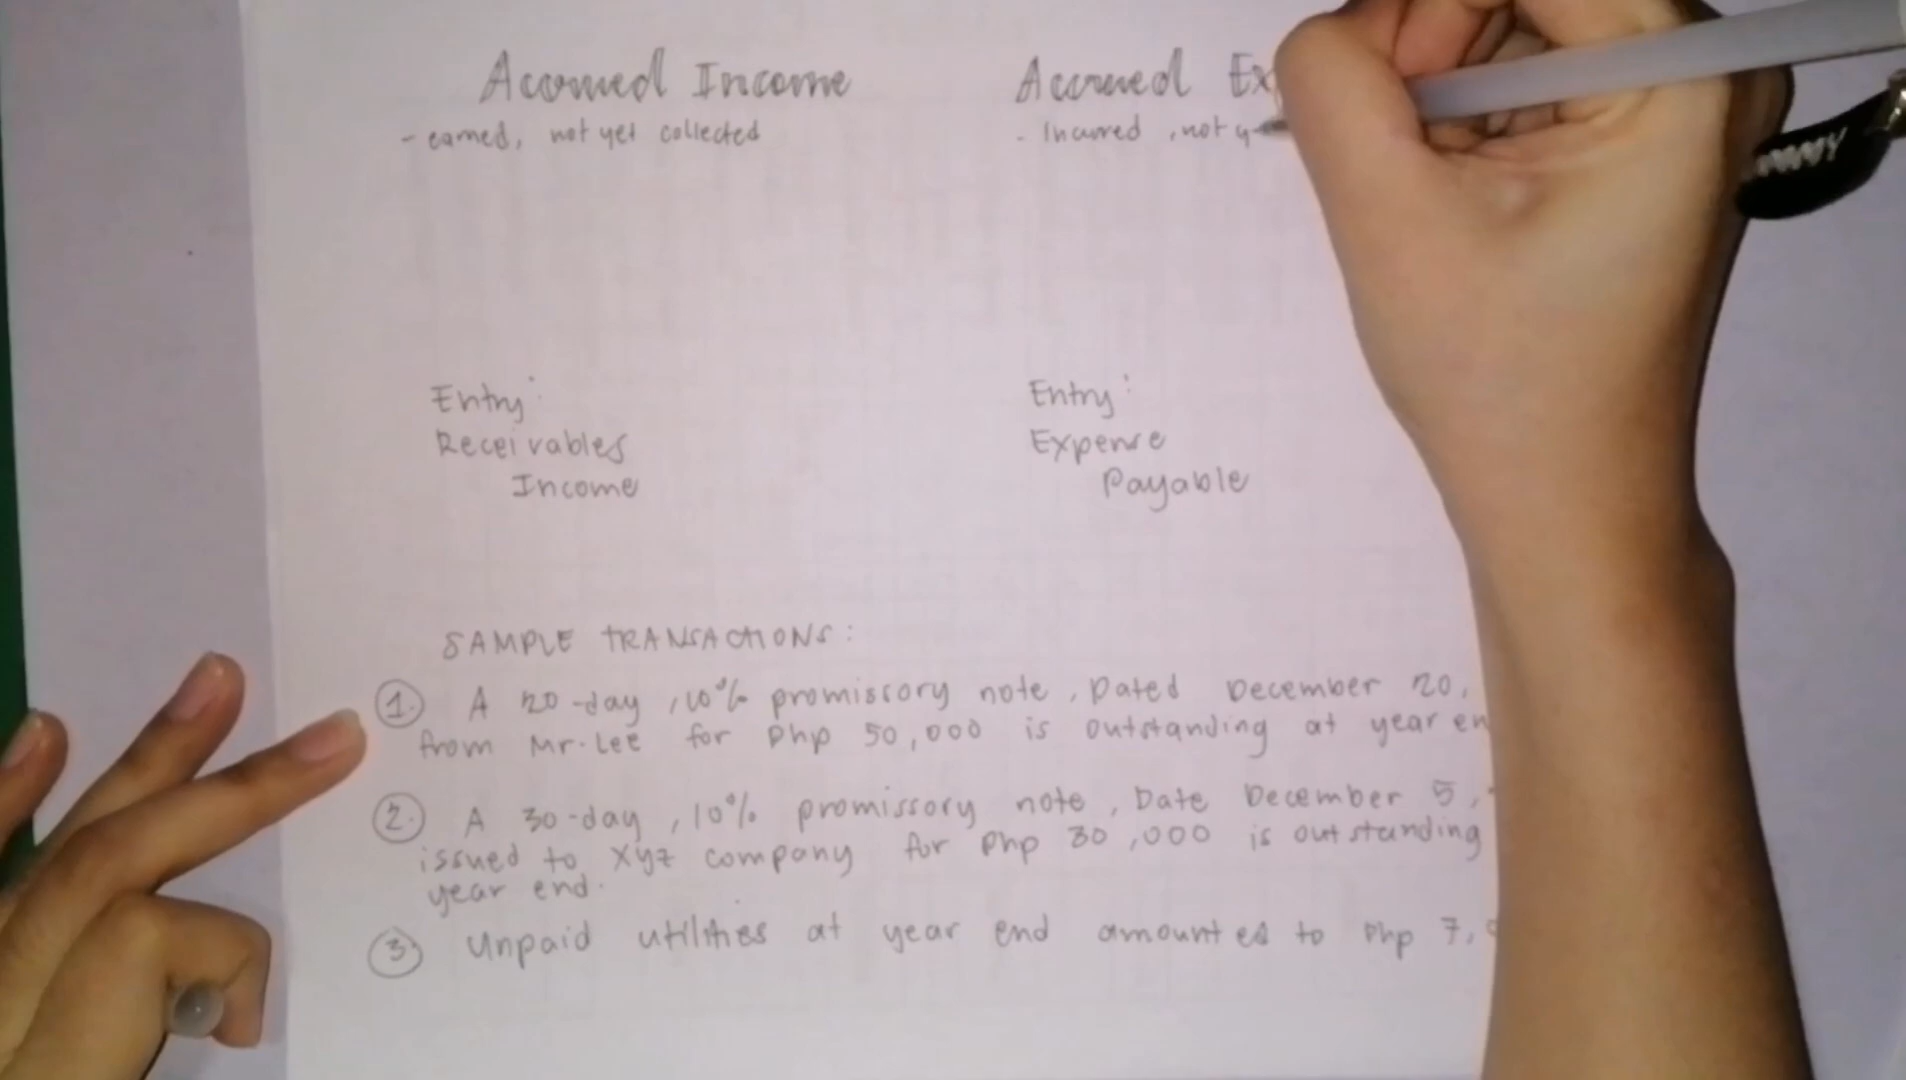 Accrued Income
Accrued Ex
- earned, not yet collected
- Incurred, not y
Entry:
Receivables
Income
Entry:
Expense
Payable
SAMPLE TRANSACTIONS:
1. A 20-day, 10% promissory note, Dated December 20,
from Mr. Lee for Php 50,000 is outstanding at year en
2. A 30-day, 10% promissory note, Date December 5,
issued to XYZ company for Php 30,000 is outstanding
year end.
3. Unpaid utilities at year end amounted to Php 7,